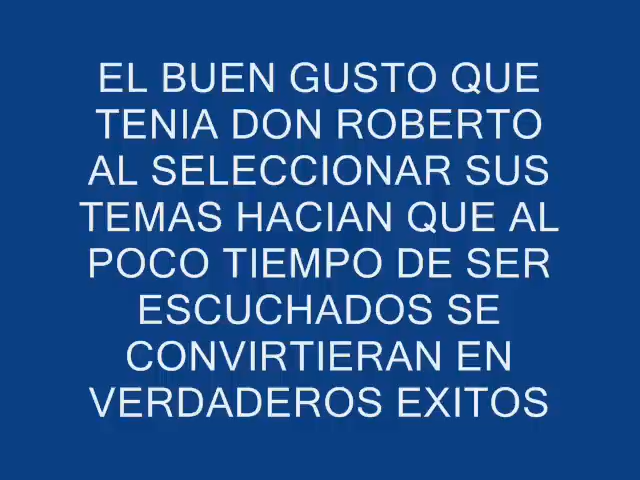 EL BUEN GUSTO QUE
TENIA DON ROBERTO
AL SELECCIONAR SUS
TEMAS HACIAN QUE AL
POCO TIEMPO DE SER
ESCUCHADOS SE
CONVIRTIERAN EN
VERDADEROS EXITOS